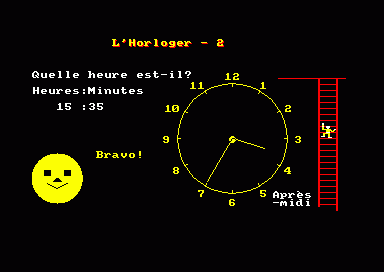 L'Horloger - 2
Quelle heure est-il?
Heures:Minutes
15 :35
Bravo!
12
11 1
10 2
9 3
8 4
7 5
6
Après
-midi